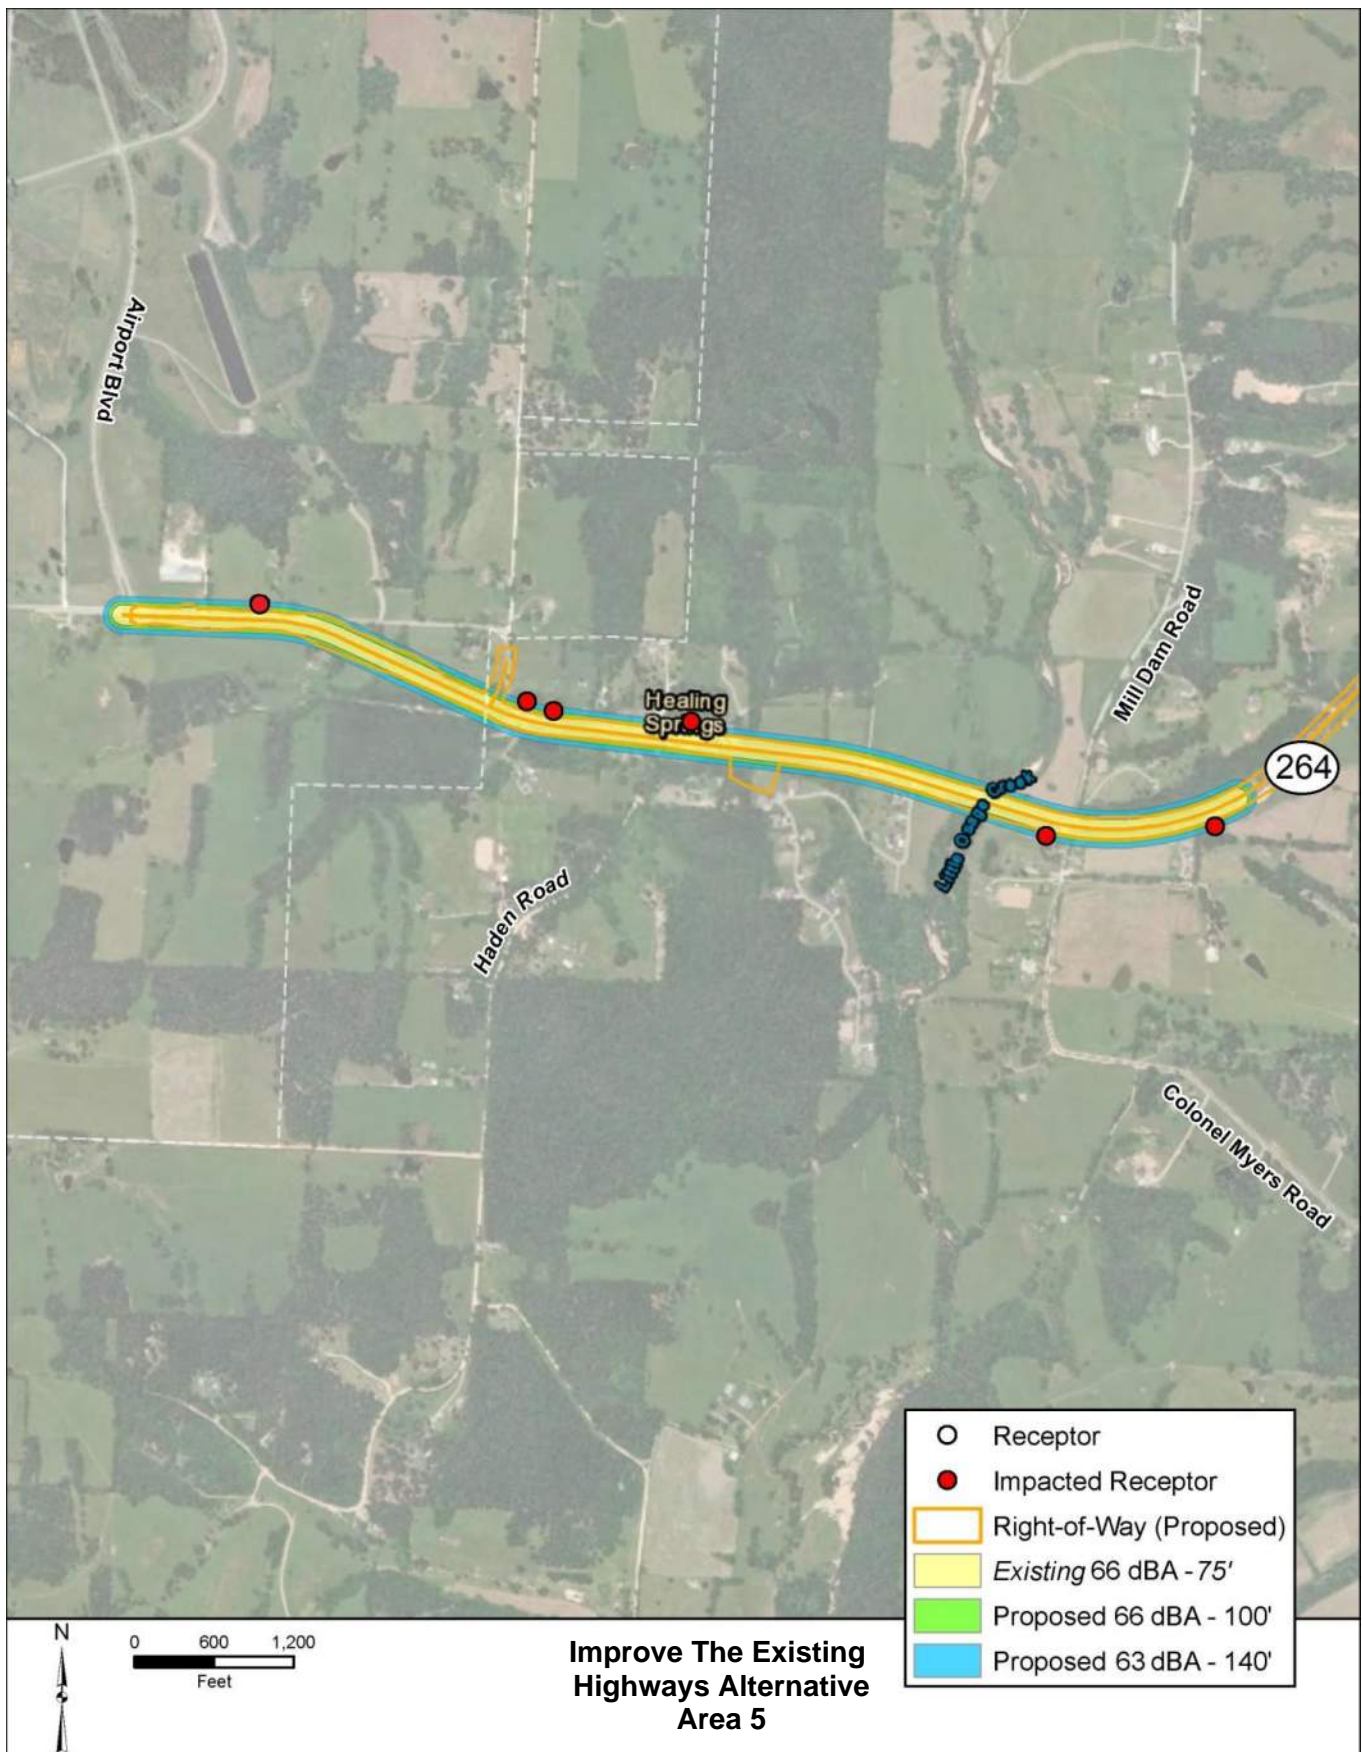 Airport Blvd
Healing
Springs
Mill Dam Road
264
Little Osage Creek
Haden Road
Colonel Myers Road
Receptor
Impacted Receptor
Right-of-Way (Proposed)
Existing 66 dBA - 75'
Proposed 66 dBA - 100'
Proposed 63 dBA - 140'
N
0 600 1,200
Feet
Improve The Existing
Highways Alternative
Area 5